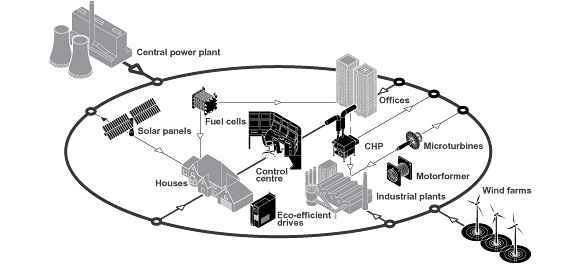 Central power plant
Offices
Fuel cells
Solar panels
CHP
Microturbines
Control
centre
Houses
Motorformer
Industrial plants
Wind farms
Eco-efficient
drives